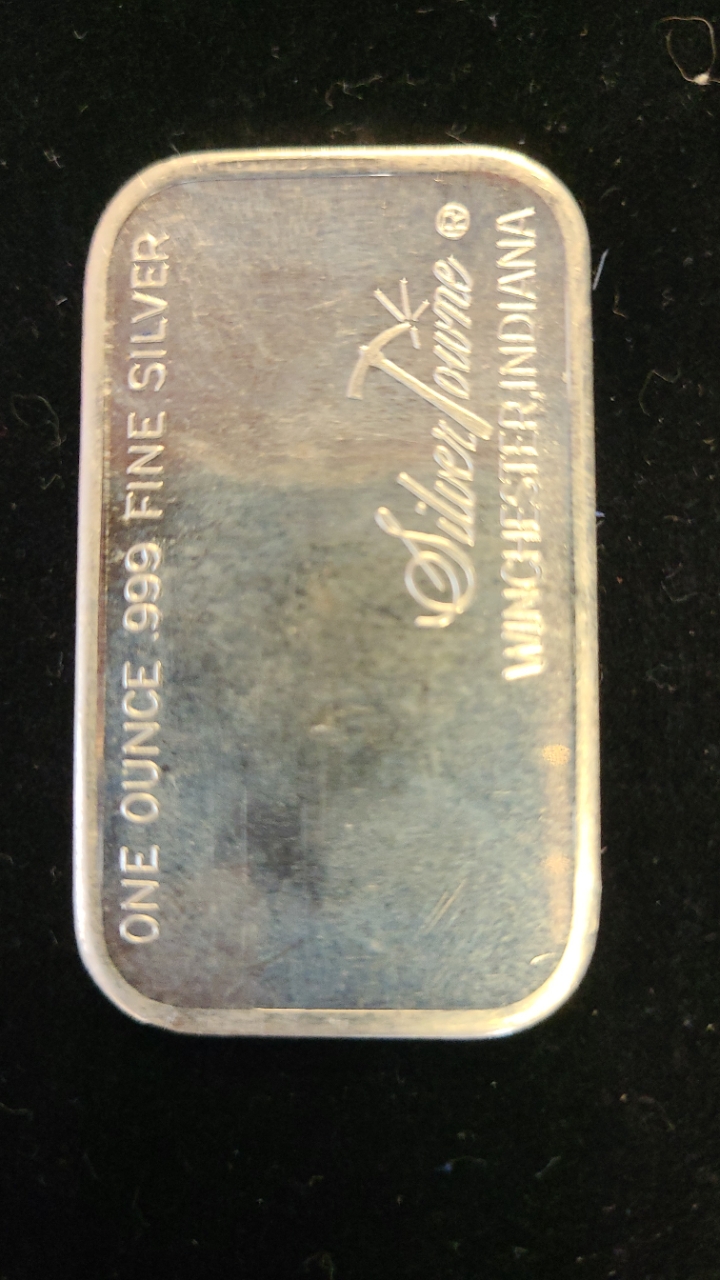 ONE OUNCE .999 FINE SILVER
SilverTowne ®
WINCHESTER, INDIANA